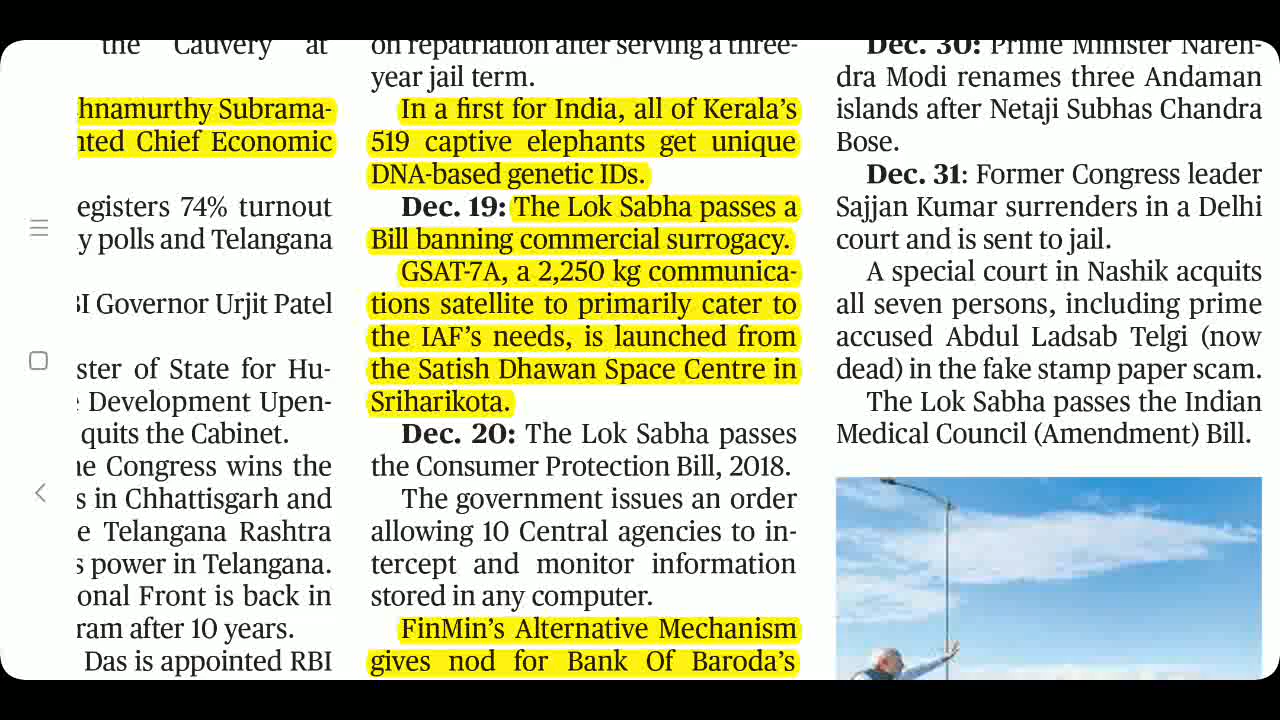 the Cauvery at
hnamurthy Subrama-
nted Chief Economic
egisters 74% turnout
y polls and Telangana
BI Governor Urjit Patel
ster of State for Hu-
Development Upen-
quits the Cabinet.
he Congress wins the
s in Chhattisgarh and
e Telangana Rashtra
s power in Telangana.
onal Front is back in
ram after 10 years.
Das is appointed RBI
on repatriation after serving a three-
year jail term.
In a first for India, all of Kerala’s
519 captive elephants get unique
DNA-based genetic IDs.
Dec. 19: The Lok Sabha passes a
Bill banning commercial surrogacy.
GSAT-7A, a 2,250 kg communica-
tions satellite to primarily cater to
the IAF’s needs, is launched from
the Satish Dhawan Space Centre in
Sriharikota.
Dec. 20: The Lok Sabha passes
the Consumer Protection Bill, 2018.
The government issues an order
allowing 10 Central agencies to in-
tercept and monitor information
stored in any computer.
FinMin’s Alternative Mechanism
gives nod for Bank Of Baroda’s
Dec. 30: Prime Minister Naren-
dra Modi renames three Andaman
islands after Netaji Subhas Chandra
Bose.
Dec. 31: Former Congress leader
Sajjan Kumar surrenders in a Delhi
court and is sent to jail.
A special court in Nashik acquits
all seven persons, including prime
accused Abdul Ladsab Telgi (now
dead) in the fake stamp paper scam.
The Lok Sabha passes the Indian
Medical Council (Amendment) Bill.